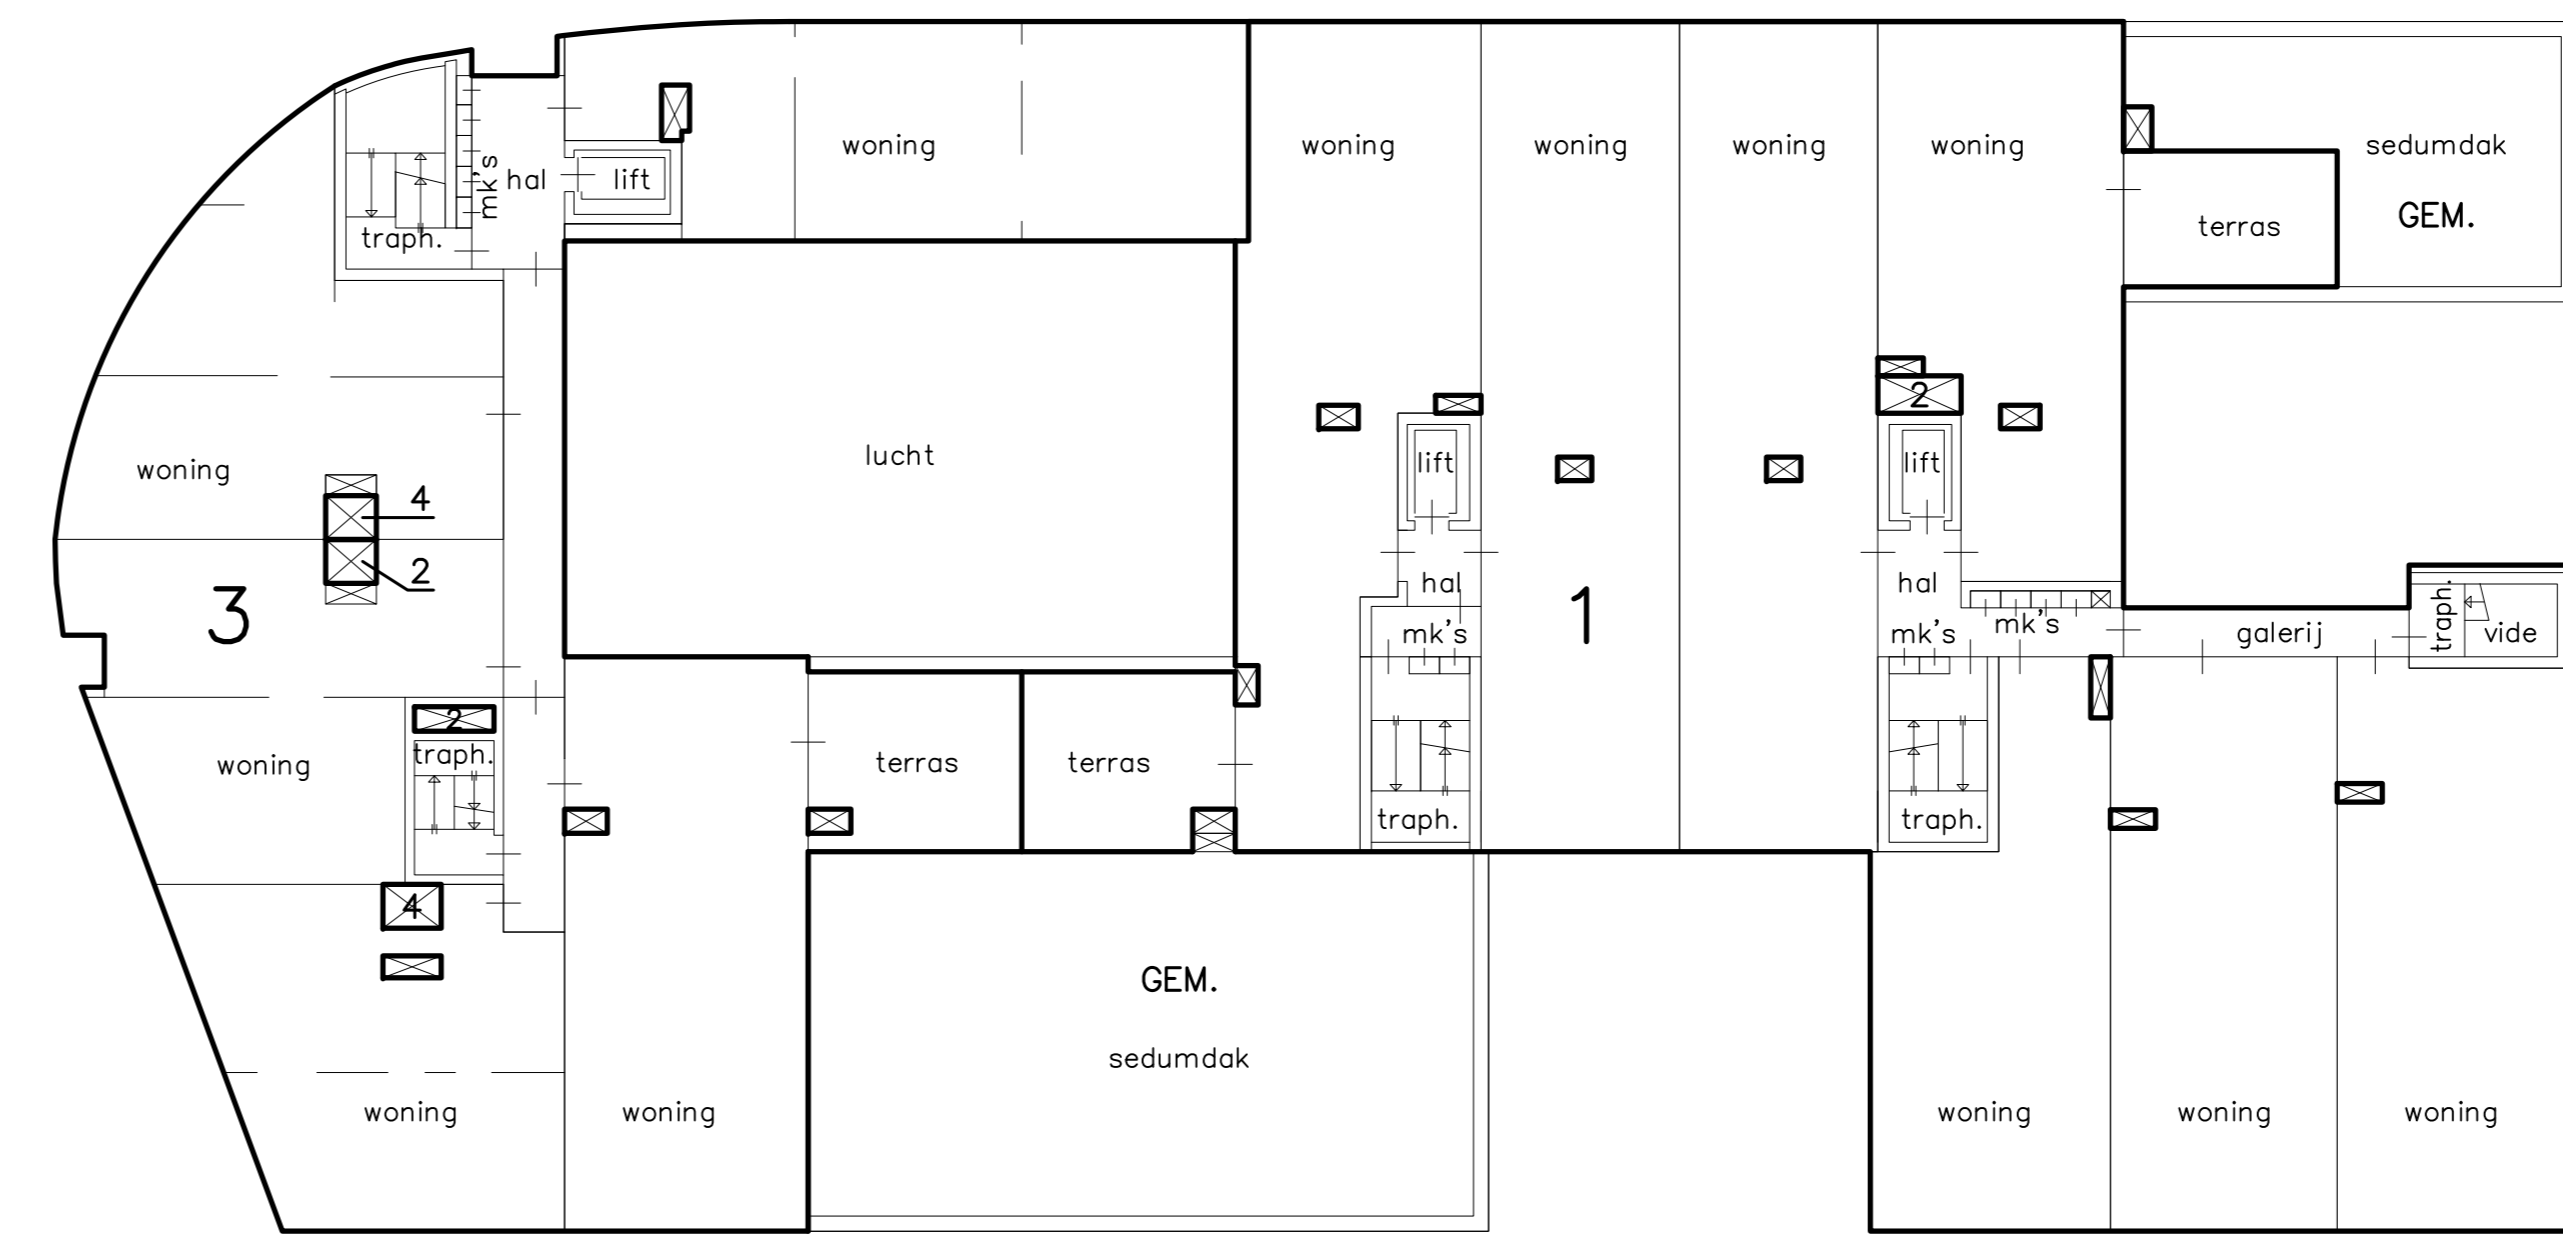 woning
woning
woning
woning
woning
sedumdak
mk's
hal
lift
GEM.
terras
traph.
2
lucht
lift
lift
woning
4
2
3
hal
hal
1
mk's
mk's
mk's
galerij
traph.
vide
2
traph.
woning
terras
terras
traph.
traph.
4
GEM.
sedumdak
woning
woning
woning
woning
woning